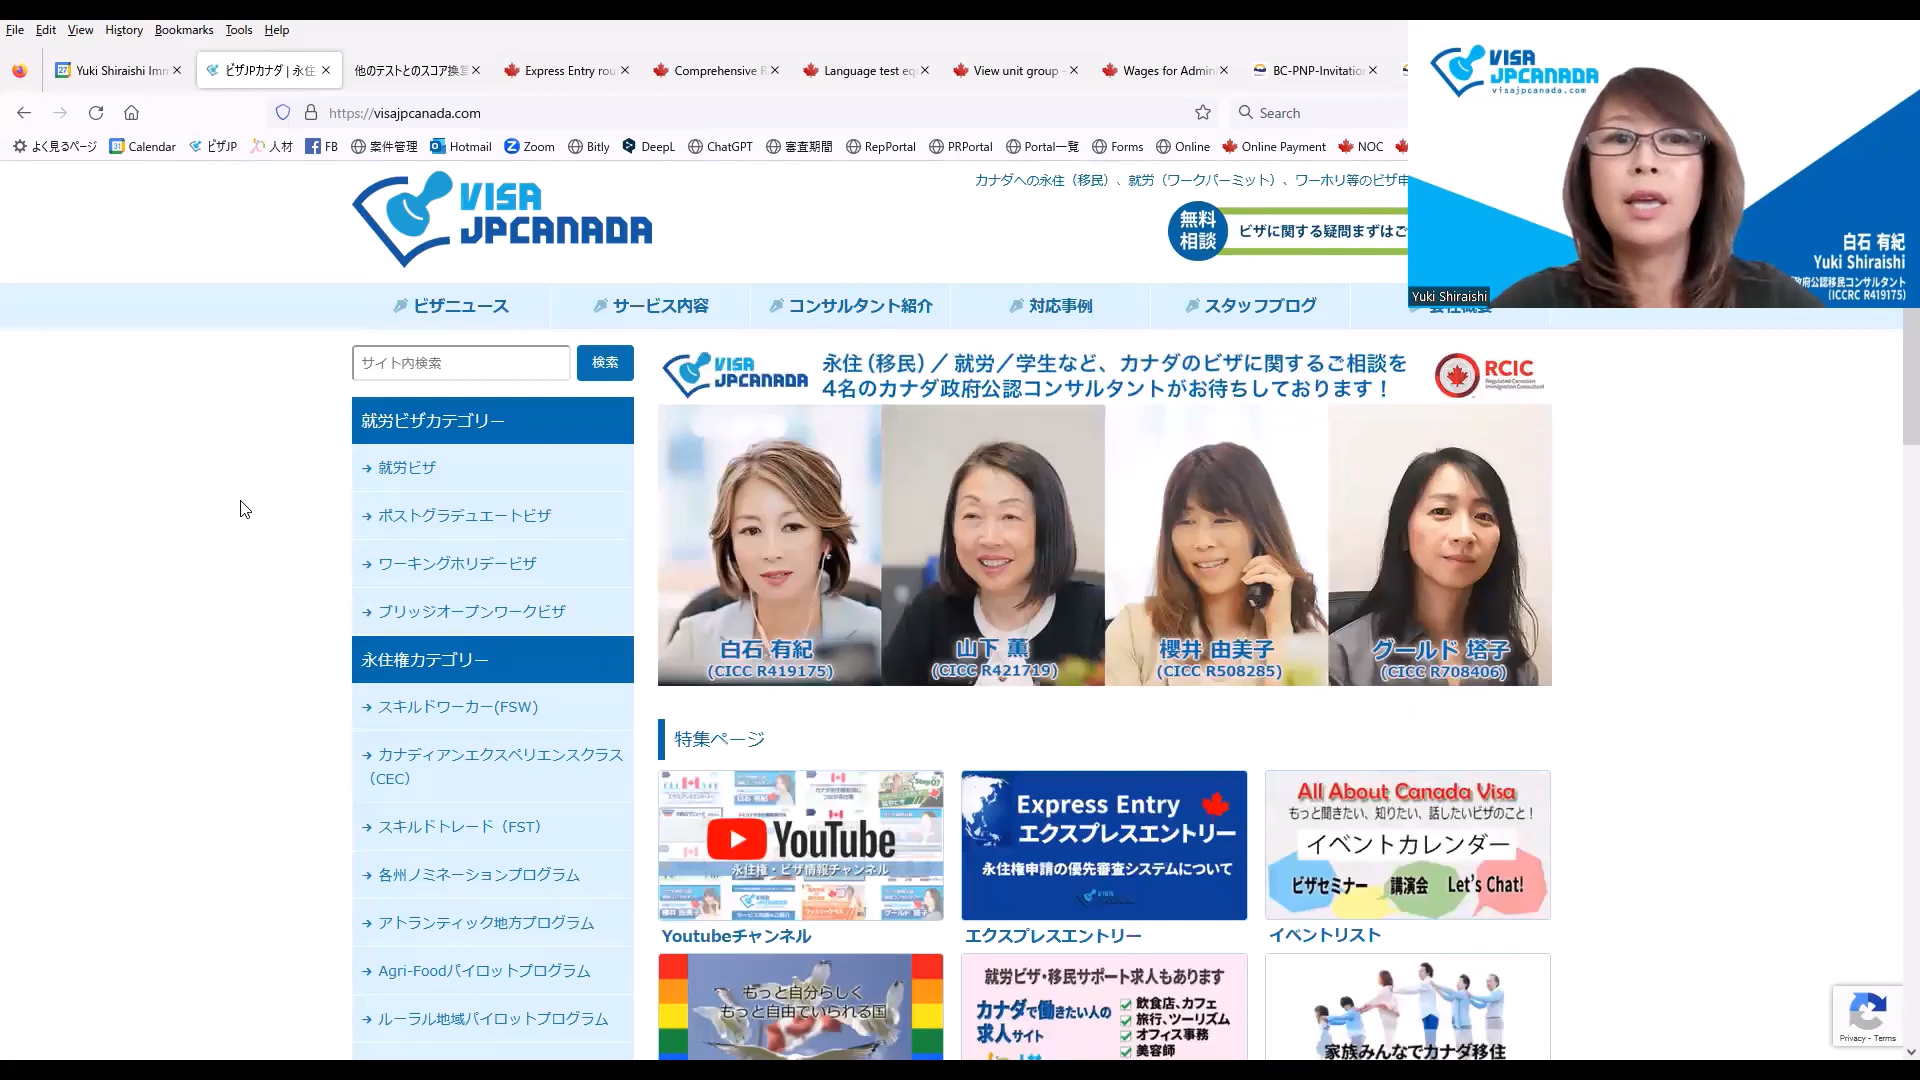 File Edit View History Bookmarks Tools Help
Yuki Shiraishi Imm
ビザJPカナダ | 永住
他のテストとのスコア換算
Express Entry rou
Comprehensive R
Language test eq
View unit group -
Wages for Admin
BC-PNP-Invitation
https://visajpcanada.com
Search
よく見るページ Calendar ビザJP 人材 FB 案件管理 Hotmail Zoom Bitly DeepL ChatGPT 審査期間 RepPortal PRPortal Portal一覧 Forms Online Online Payment NOC
VISA
JPCANADA
カナダへの永住（移民）、就労（ワークパーミット）、ワーホリ等のビザ申
無料
相談
ビザに関する疑問まずはご
VISA
JPCANADA
visajpcanada.com
白石 有紀
Yuki Shiraishi
政府公認移民コンサルタント
(ICCRC R419175)
Yuki Shiraishi
ビザニュース サービス内容 コンサルタント紹介 対応事例 スタッフブログ 会社概要
サイト内検索
検索
就労ビザカテゴリー
就労ビザ
ポストグラデュエートビザ
ワーキングホリデービザ
ブリッジオープンワークビザ
永住権カテゴリー
スキルドワーカー(FSW)
カナディアンエクスペリエンスクラス
（CEC）
スキルドトレード（FST）
各州ノミネーションプログラム
アトランティック地方プログラム
Agri-Foodパイロットプログラム
ルーラル地域パイロットプログラム
VISA
JPCANADA
永住（移民）／就労／学生など、カナダのビザに関するご相談を
4名のカナダ政府公認コンサルタントがお待ちしております！
RCIC
Regulated Canadian
Immigration Consultant
白石 有紀
(CICC R419175)
山下 薫
(CICC R421719)
櫻井 由美子
(CICC R508285)
グールド 塔子
(CICC R708406)
特集ページ
YouTube
永住権・ビザ情報チャンネル
Youtubeチャンネル
Express Entry
エクスプレスエントリー
永住権申請の優先審査システムについて
エクスプレスエントリー
All About Canada Visa
もっと聞きたい、知りたい、話したいビザのこと！
イベントカレンダー
ビザセミナー 講演会 Let's Chat!
イベントリスト
もっと自分らしく
もっと自由でいられる国
就労ビザ・移民サポート求人もあります
カナダで働きたい人の
求人サイト
飲食店、カフェ
旅行、ツーリズム
オフィス事務
美容師
家族みんなでカナダ移住
Privacy - Terms